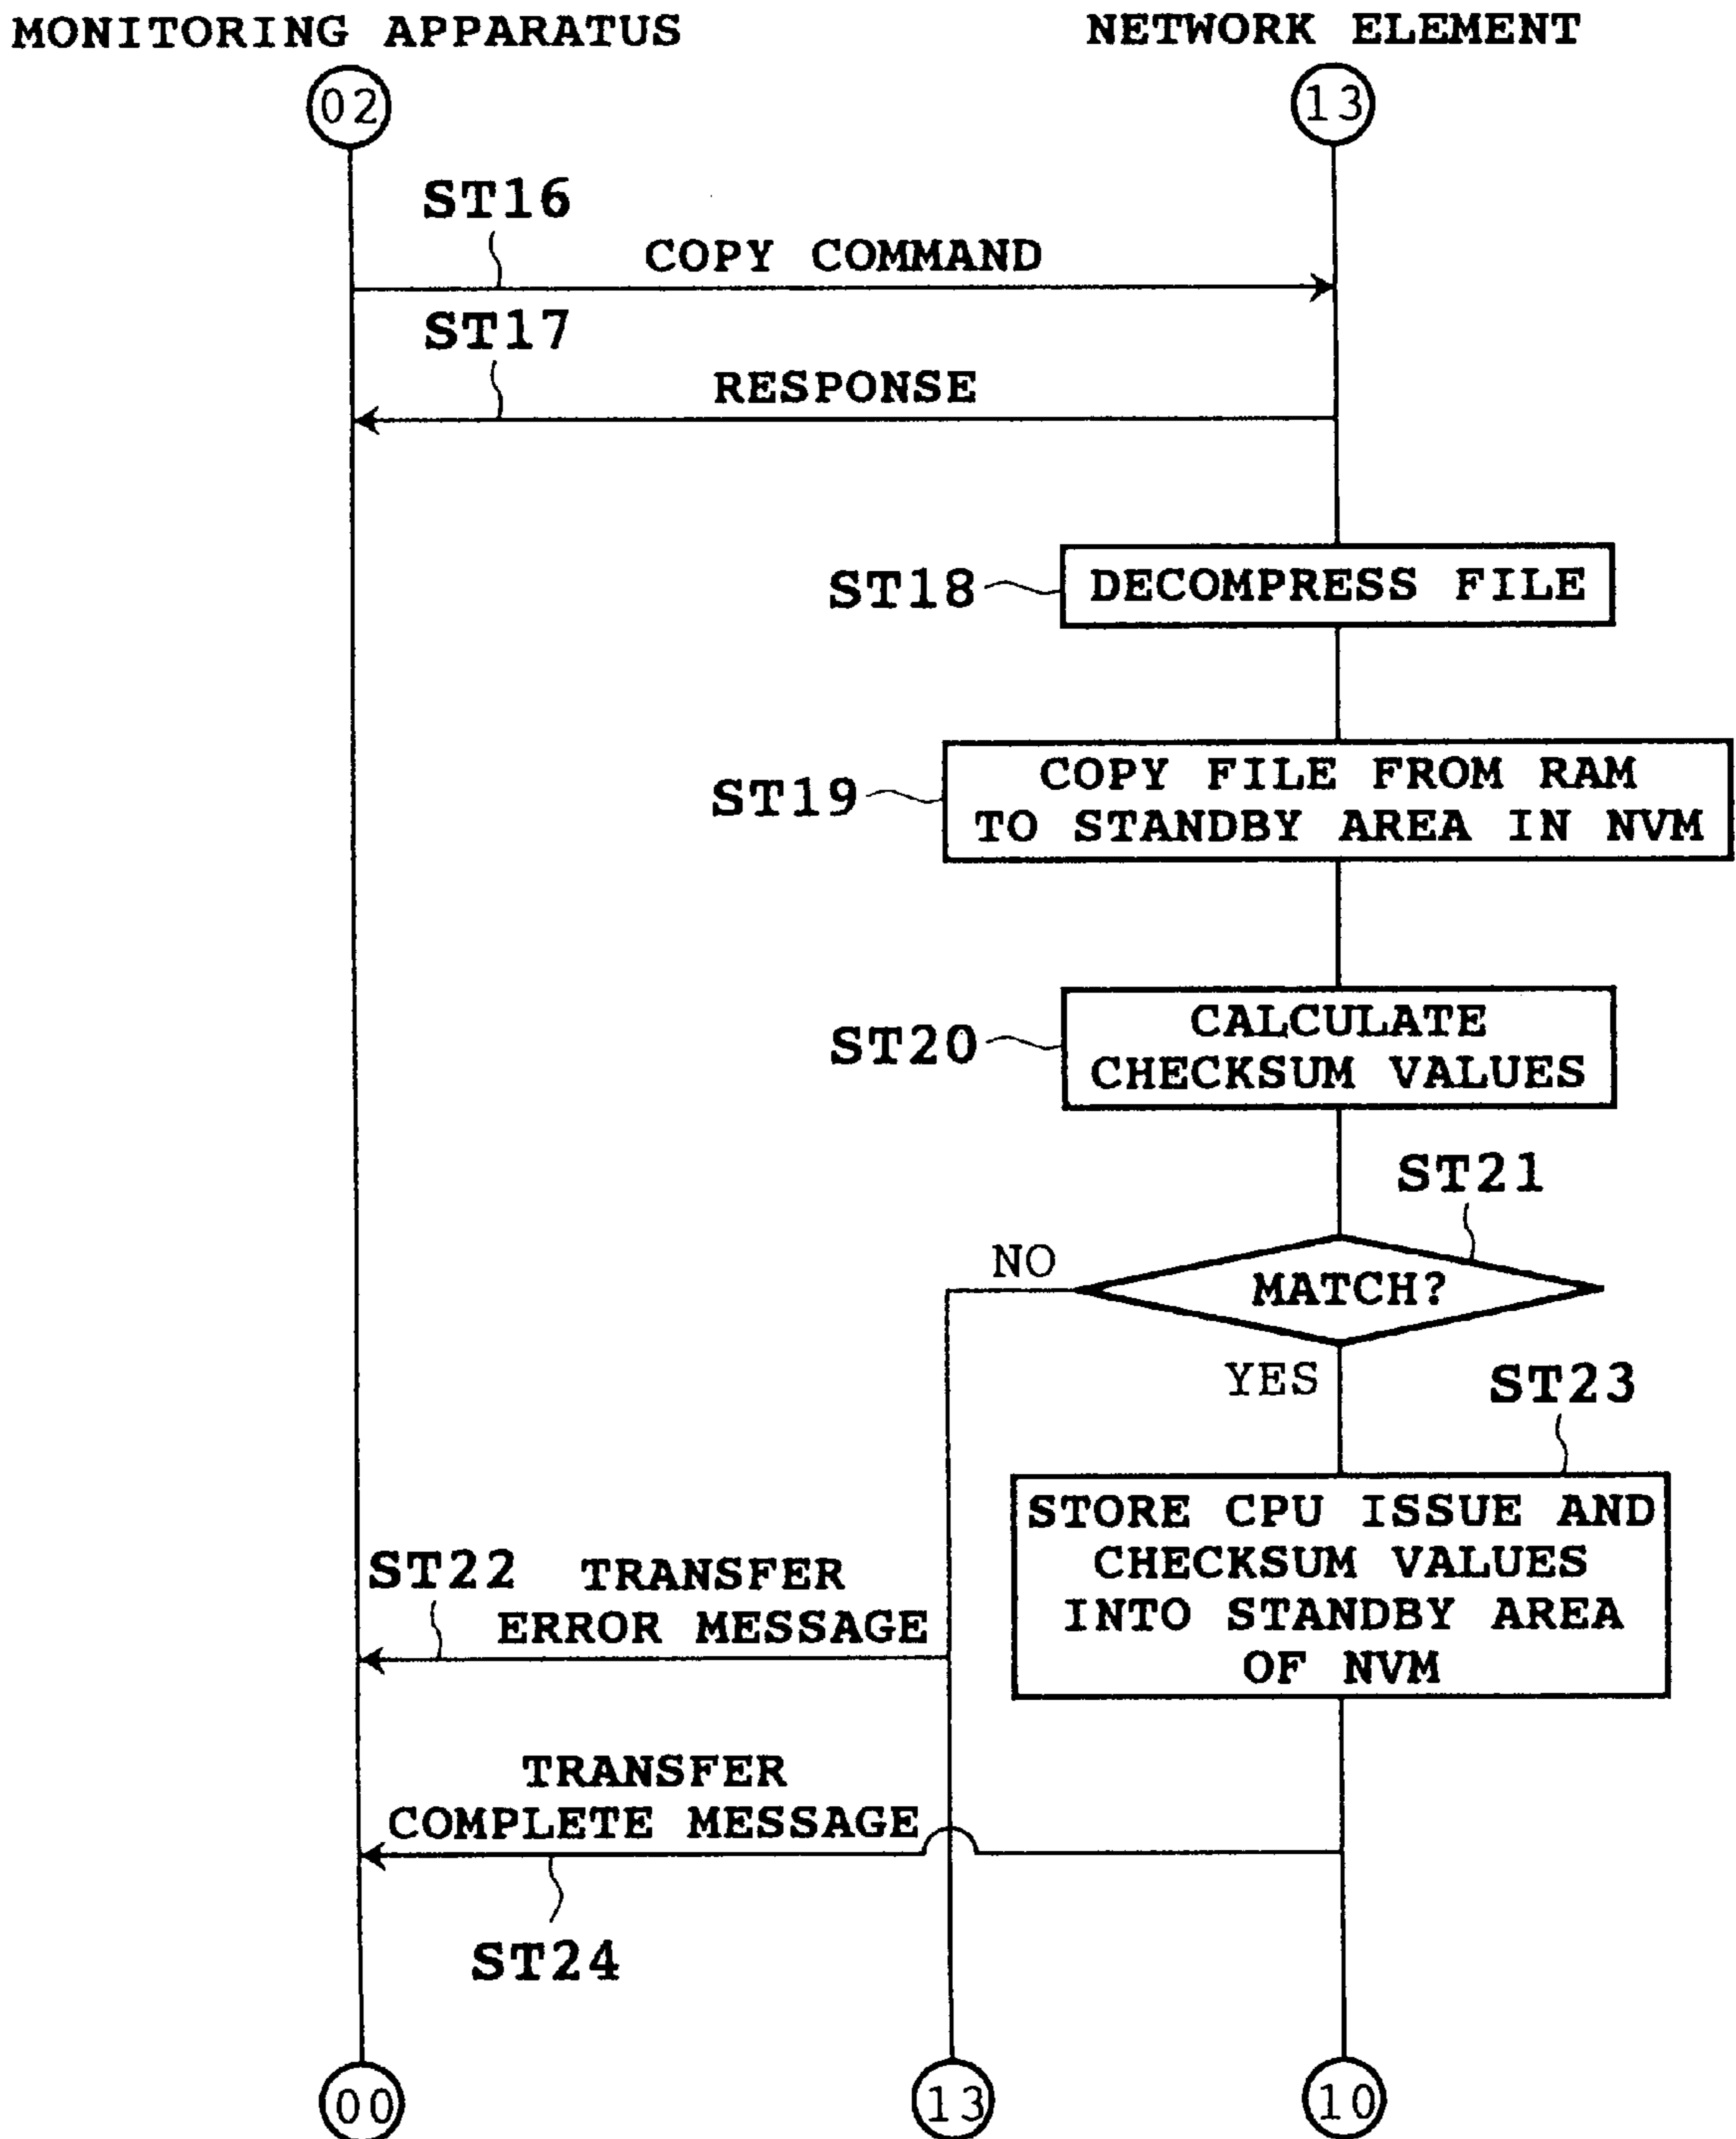 MONITORING APPARATUS
NETWORK ELEMENT
02
13
ST16
COPY COMMAND
ST17
RESPONSE
ST18
DECOMPRESS FILE
ST19
COPY FILE FROM RAM
TO STANDBY AREA IN NVM
ST20
CALCULATE
CHECKSUM VALUES
ST21
NO
MATCH?
YES
ST23
STORE CPU ISSUE AND
CHECKSUM VALUES
INTO STANDBY AREA
OF NVM
ST22
TRANSFER
ERROR MESSAGE
TRANSFER
COMPLETE MESSAGE
ST24
00
13
10